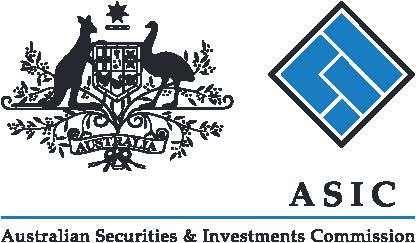 AUSTRALIA
ASIC
Australian Securities & Investments Commission